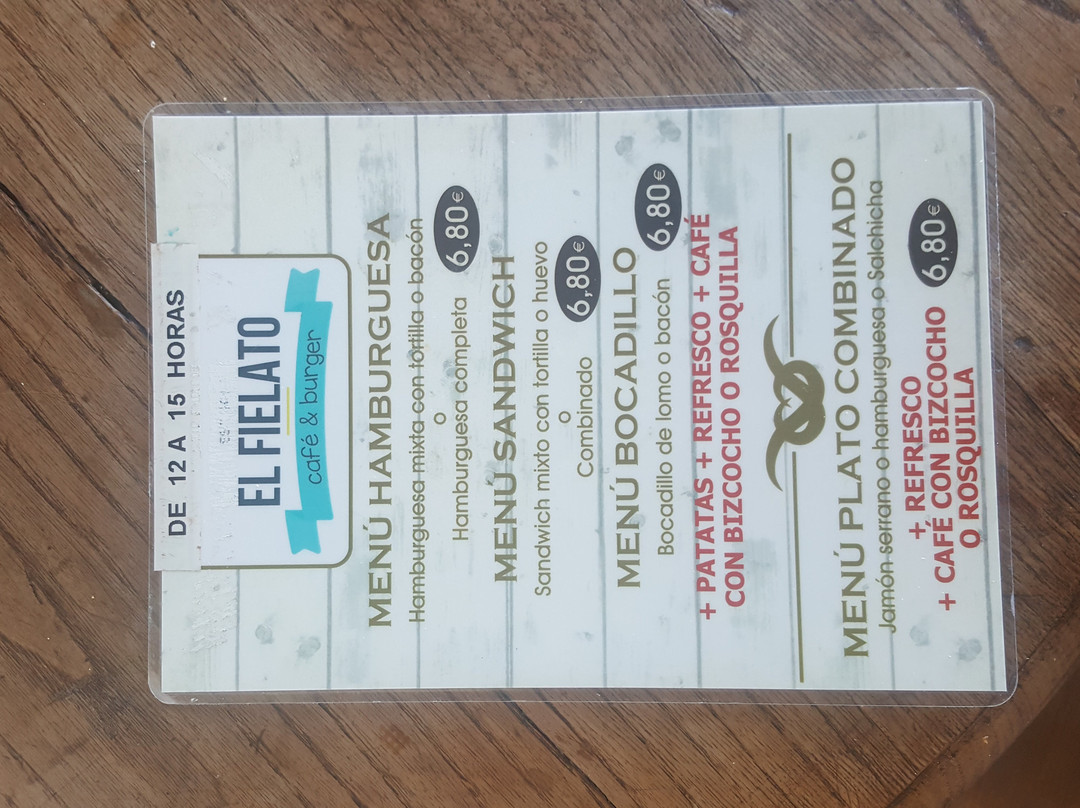 DE 12 A 15 HORAS
EL FIELATO
café & burger
MENÚ HAMBURGUESA
Hamburguesa mixta con tortilla o bacón
o
Hamburguesa completa 6,80€
MENÚ SANDWICH
Sandwich mixto con tortilla o huevo
o
Combinado 6,80€
MENÚ BOCADILLO
Bocadillo de lomo o bacón 6,80€
+ PATATAS + REFRESCO + CAFÉ
CON BIZCOCHO O ROSQUILLA
MENÚ PLATO COMBINADO
Jamón serrano o hamburguesa o Salchicha
+ REFRESCO
+ CAFÉ CON BIZCOCHO 6,80€
O ROSQUILLA